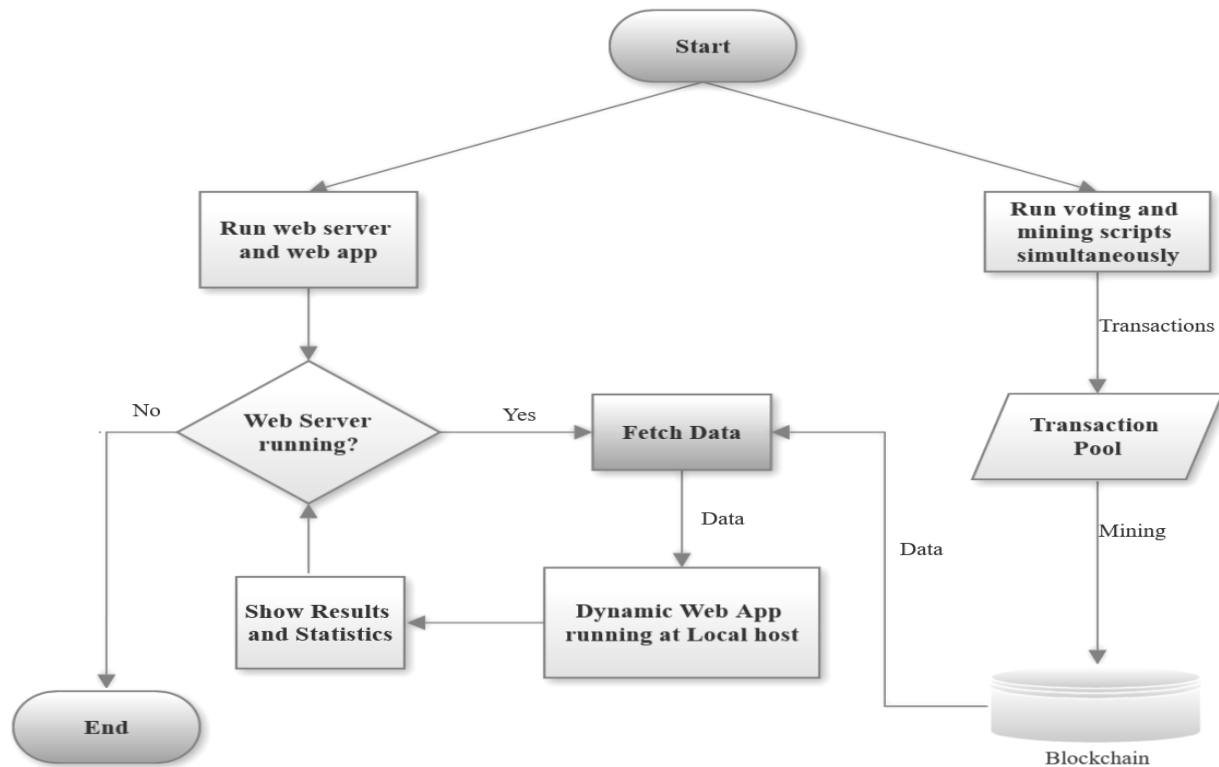 Start
Run web server
and web app
Run voting and
mining scripts
simultaneously
Transactions
No
Web Server
running?
Yes
Fetch Data
Transaction
Pool
Data
Data
Mining
Show Results
and Statistics
Dynamic Web App
running at Local host
End
Blockchain